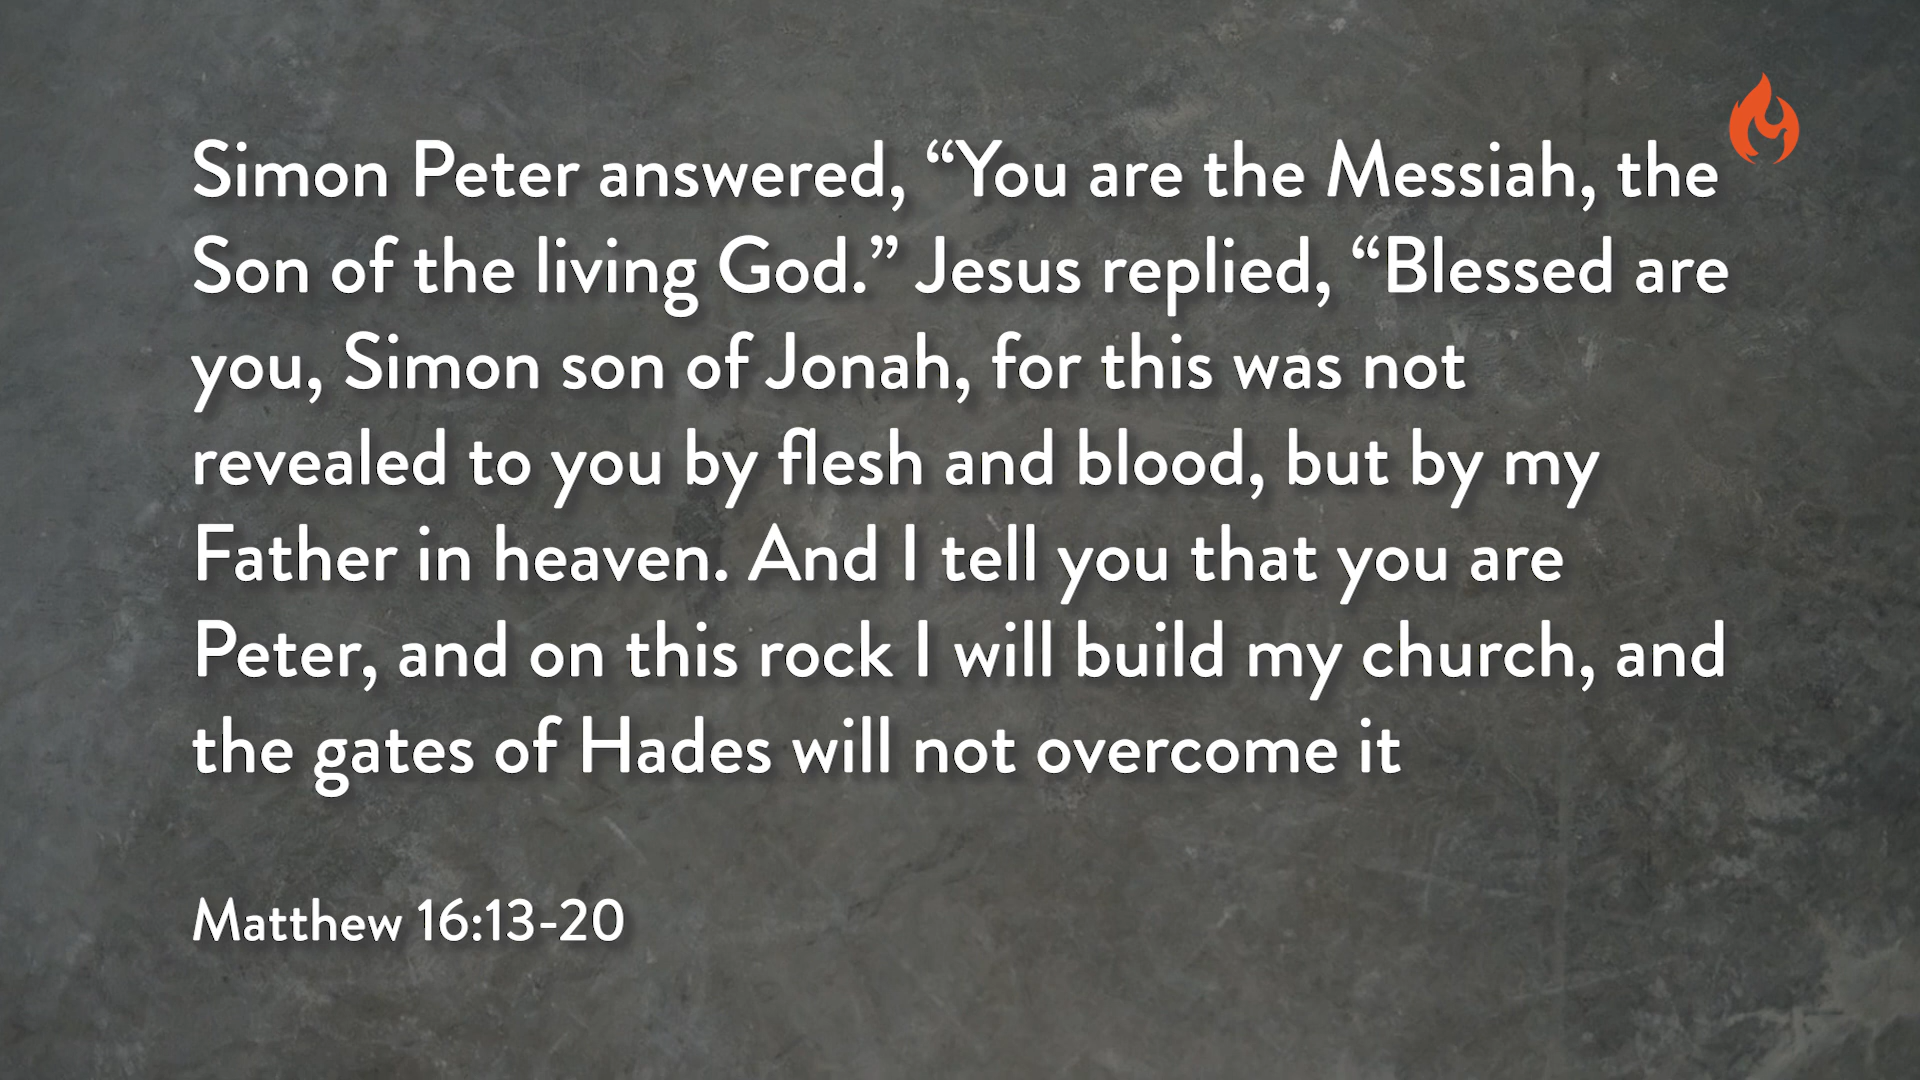 Simon Peter answered, “You are the Messiah, the
Son of the living God.” Jesus replied, “Blessed are
you, Simon son of Jonah, for this was not
revealed to you by flesh and blood, but by my
Father in heaven. And I tell you that you are
Peter, and on this rock I will build my church, and
the gates of Hades will not overcome it
Matthew 16:13-20